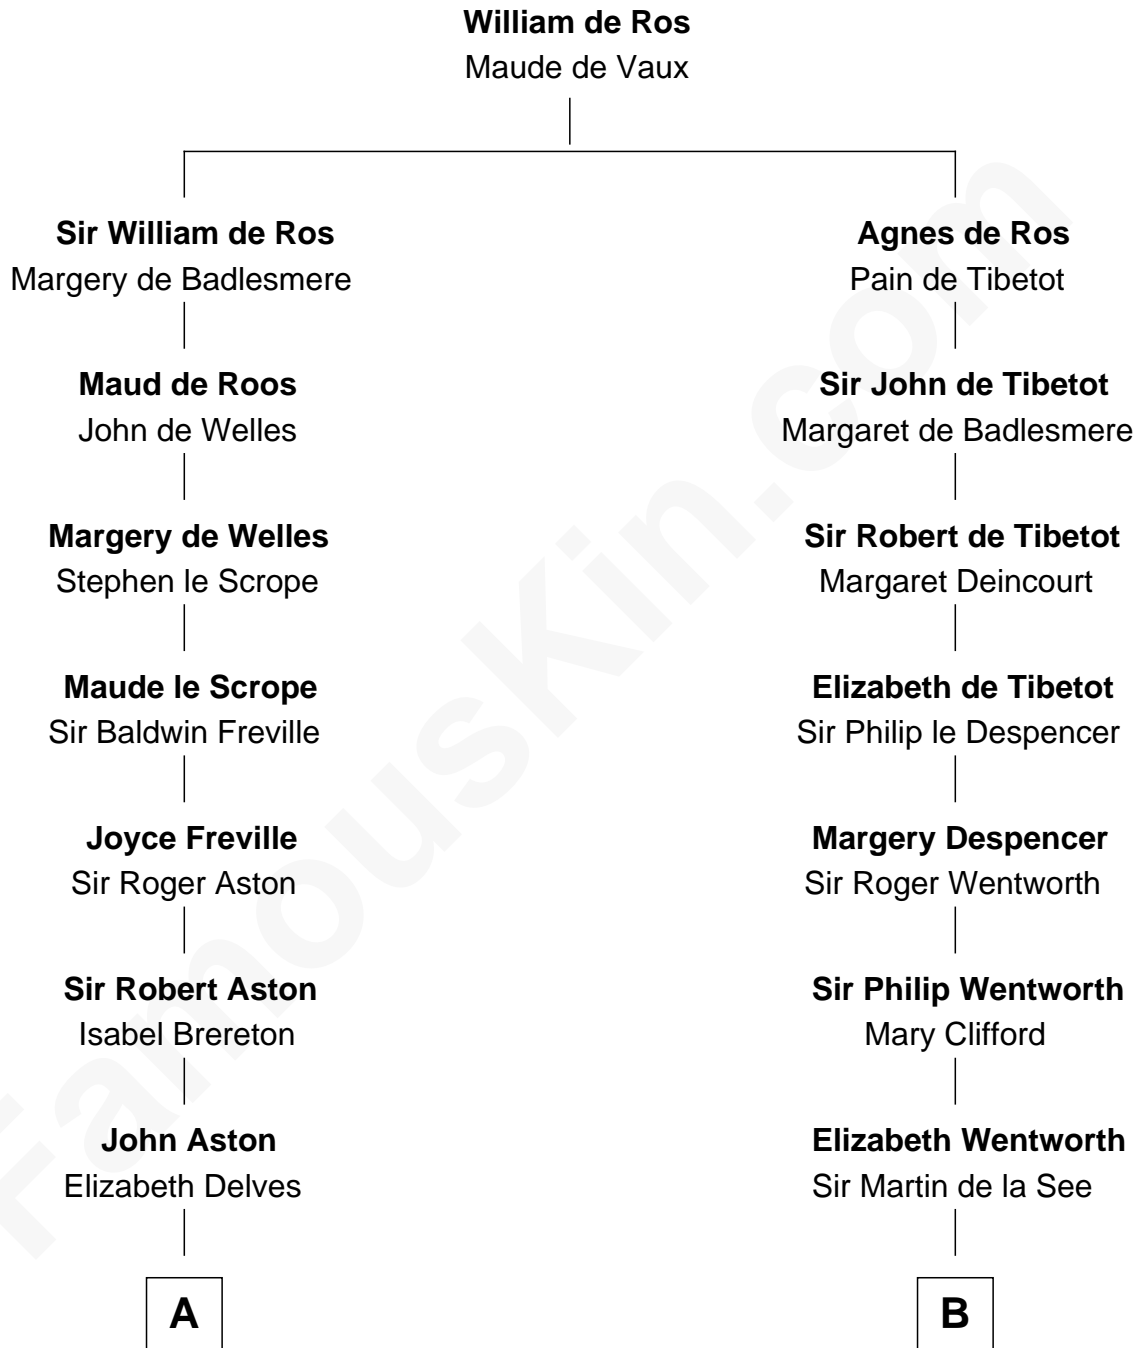 William de Ros
Maude de Vaux
Sir William de Ros
Margery de Badlesmere
Maud de Roos
John de Welles
Margery de Welles
Stephen le Scrope
Maude le Scrope
Sir Baldwin Freville
Joyce Freville
Sir Roger Aston
Sir Robert Aston
Isabel Brereton
John Aston
Elizabeth Delves
A
Agnes de Ros
Pain de Tibetot
Sir John de Tibetot
Margaret de Badlesmere
Sir Robert de Tibetot
Margaret Deincourt
Elizabeth de Tibetot
Sir Philip le Despencer
Margery Despencer
Sir Roger Wentworth
Sir Philip Wentworth
Mary Clifford
Elizabeth Wentworth
Sir Martin de la See
B
FamousKin.com